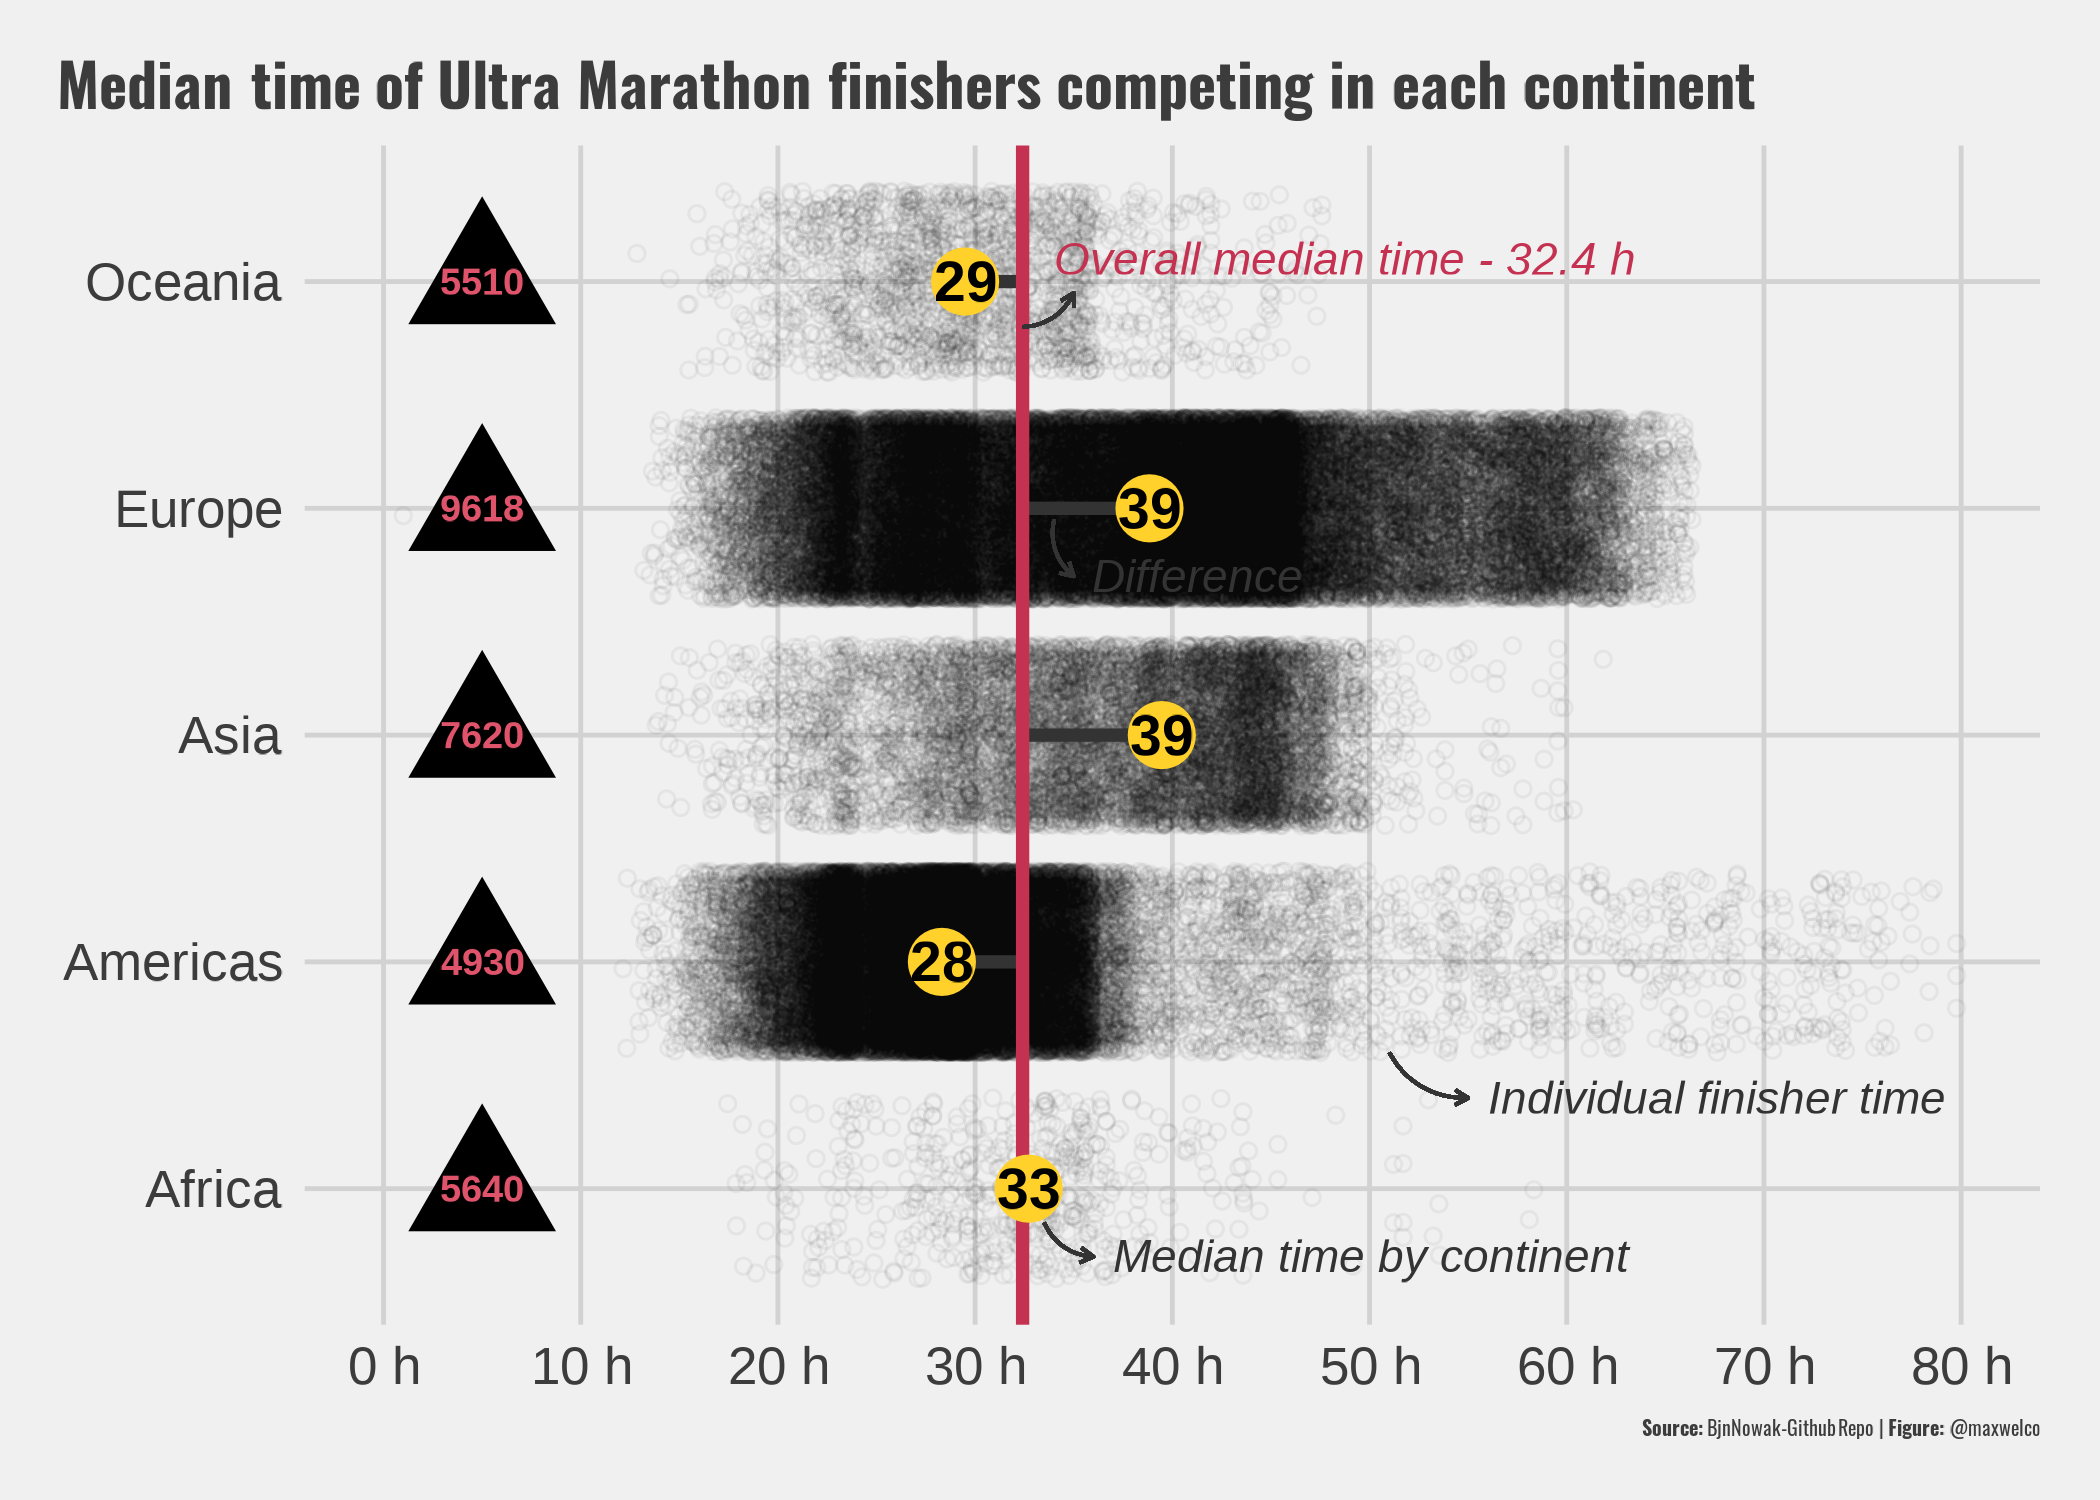 Median time of Ultra Marathon finishers competing in each continent
Oceania
5510
29
Overall median time - 32.4 h
Europe
9618
39
Difference
Asia
7620
39
Americas
4930
28
Individual finisher time
Africa
5640
33
Median time by continent
0 h 10 h 20 h 30 h 40 h 50 h 60 h 70 h 80 h
Source: BjnNowak-Github Repo | Figure: @maxwelco